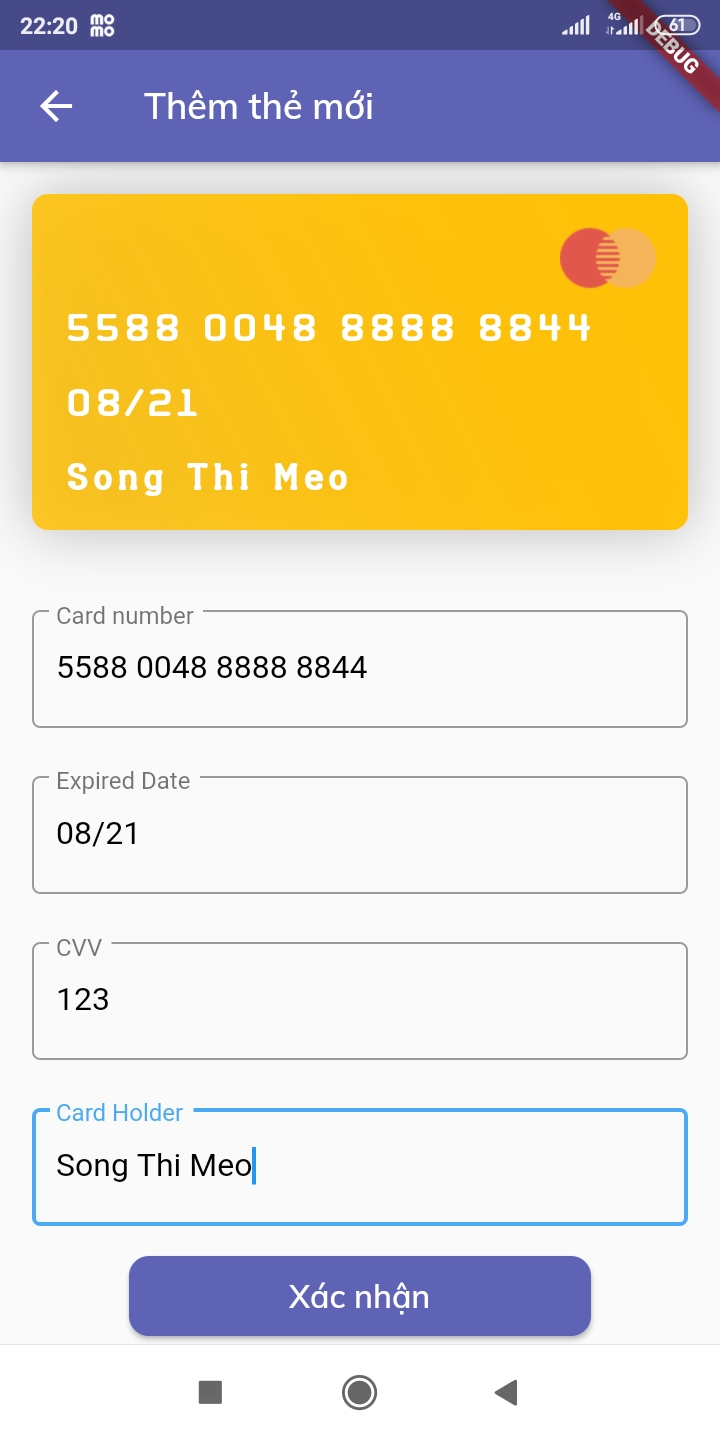 22:20 mo mo 4G 61
DEBUG
Thêm thẻ mới
5588 0048 8888 8844
08/21
Song Thi Meo
Card number
5588 0048 8888 8844
Expired Date
08/21
CVV
123
Card Holder
Song Thi Meo
Xác nhận